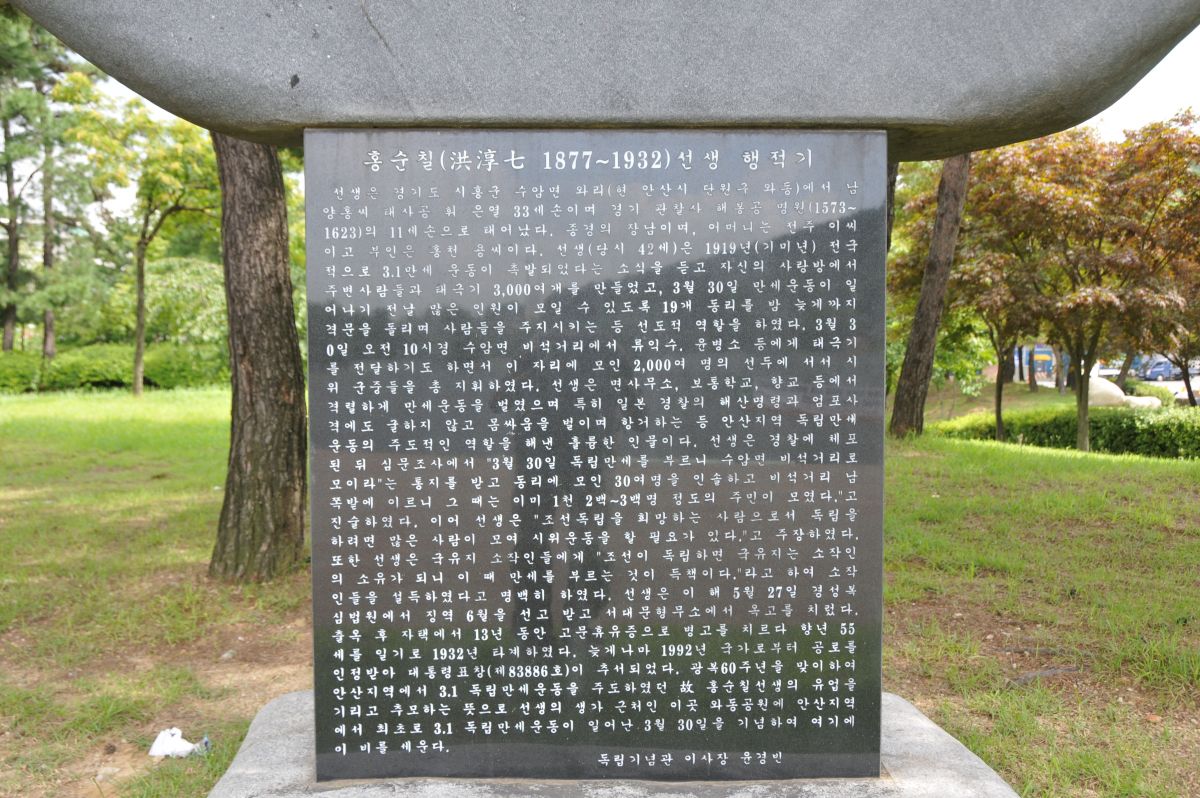 홍순칠(洪淳七 1877~1932)선생 행적기
선생은 경기도 시흥군 수암면 와리(현 안산시 단원구 와동)에서 남
양홍씨 태사공 휘 은열 33세손이며 경기 관찰사 해봉공 명원(1573~
1623)의 11세손으로 태어났다. 종경의 장남이며, 어머니는 전주 이씨
이고 부인은 홍천 용씨이다. 선생(당시 42세)은 1919년(기미년) 전국
적으로 3.1만세 운동이 촉발되었다는 소식을 듣고 자신의 사랑방에서
주변사람들과 태극기 3,000여개를 만들었고, 3월 30일 만세운동이 일
어나기 전날 많은 인원이 모일 수 있도록 19개 동리를 밤 늦게까지
격문을 돌리며 사람들을 주지시키는 등 선도적 역할을 하였다. 3월 3
0일 오전 10시경 수암면 비석거리에서 류익수, 윤병소 등에게 태극기
를 전달하기도 하면서 이 자리에 모인 2,000여 명의 선두에 서서 시
위 군중들을 총 지휘하였다. 선생은 면사무소, 보통학교, 향교 등에서
격렬하게 만세운동을 벌였으며 특히 일본 경찰의 해산명령과 엄포사
격에도 굴하지 않고 몸싸움을 벌이며 항거하는 등 안산지역 독립만세
운동의 주도적인 역할을 해낸 훌륭한 인물이다. 선생은 경찰에 체포
된 뒤 심문조사에서 "3월 30일 독립만세를 부르니 수암면 비석거리로
모이라"는 통지를 받고 동리에 모인 30여명을 인솔하고 비석거리 남
쪽밭에 이르니 그 때는 이미 1천 2백~3백명 정도의 주민이 모였다."고
진술하였다. 이어 선생은 "조선독립을 희망하는 사람으로서 독립을
하려면 많은 사람이 모여 시위운동을 할 필요가 있다."고 주장하였다.
또한 선생은 국유지 소작인들에게 "조선이 독립하면 국유지는 소작인
의 소유가 되니 이 때 만세를 부르는 것이 득책이다."라고 하여 소작
인들을 설득하였다고 명백히 하였다. 선생은 이 해 5월 27일 경성복
심법원에서 징역 6월을 선고 받고 서대문형무소에서 옥고를 치렀다.
출옥 후 자택에서 13년 동안 고문휴유증으로 병고를 치르다 향년 55
세를 일기로 1932년 타계하였다. 늦게나마 1992년 국가로부터 공로를
인정받아 대통령표창(제83886호)이 추서되었다. 광복60주년을 맞이하여
안산지역에서 3.1 독립만세운동을 주도하였던 故 홍순칠선생의 유업을
기리고 추모하는 뜻으로 선생의 생가 근처인 이곳 와동공원에 안산지역
에서 최초로 3.1 독립만세운동이 일어난 3월 30일을 기념하여 여기에
이 비를 세운다.
독립기념관 이사장 윤경빈